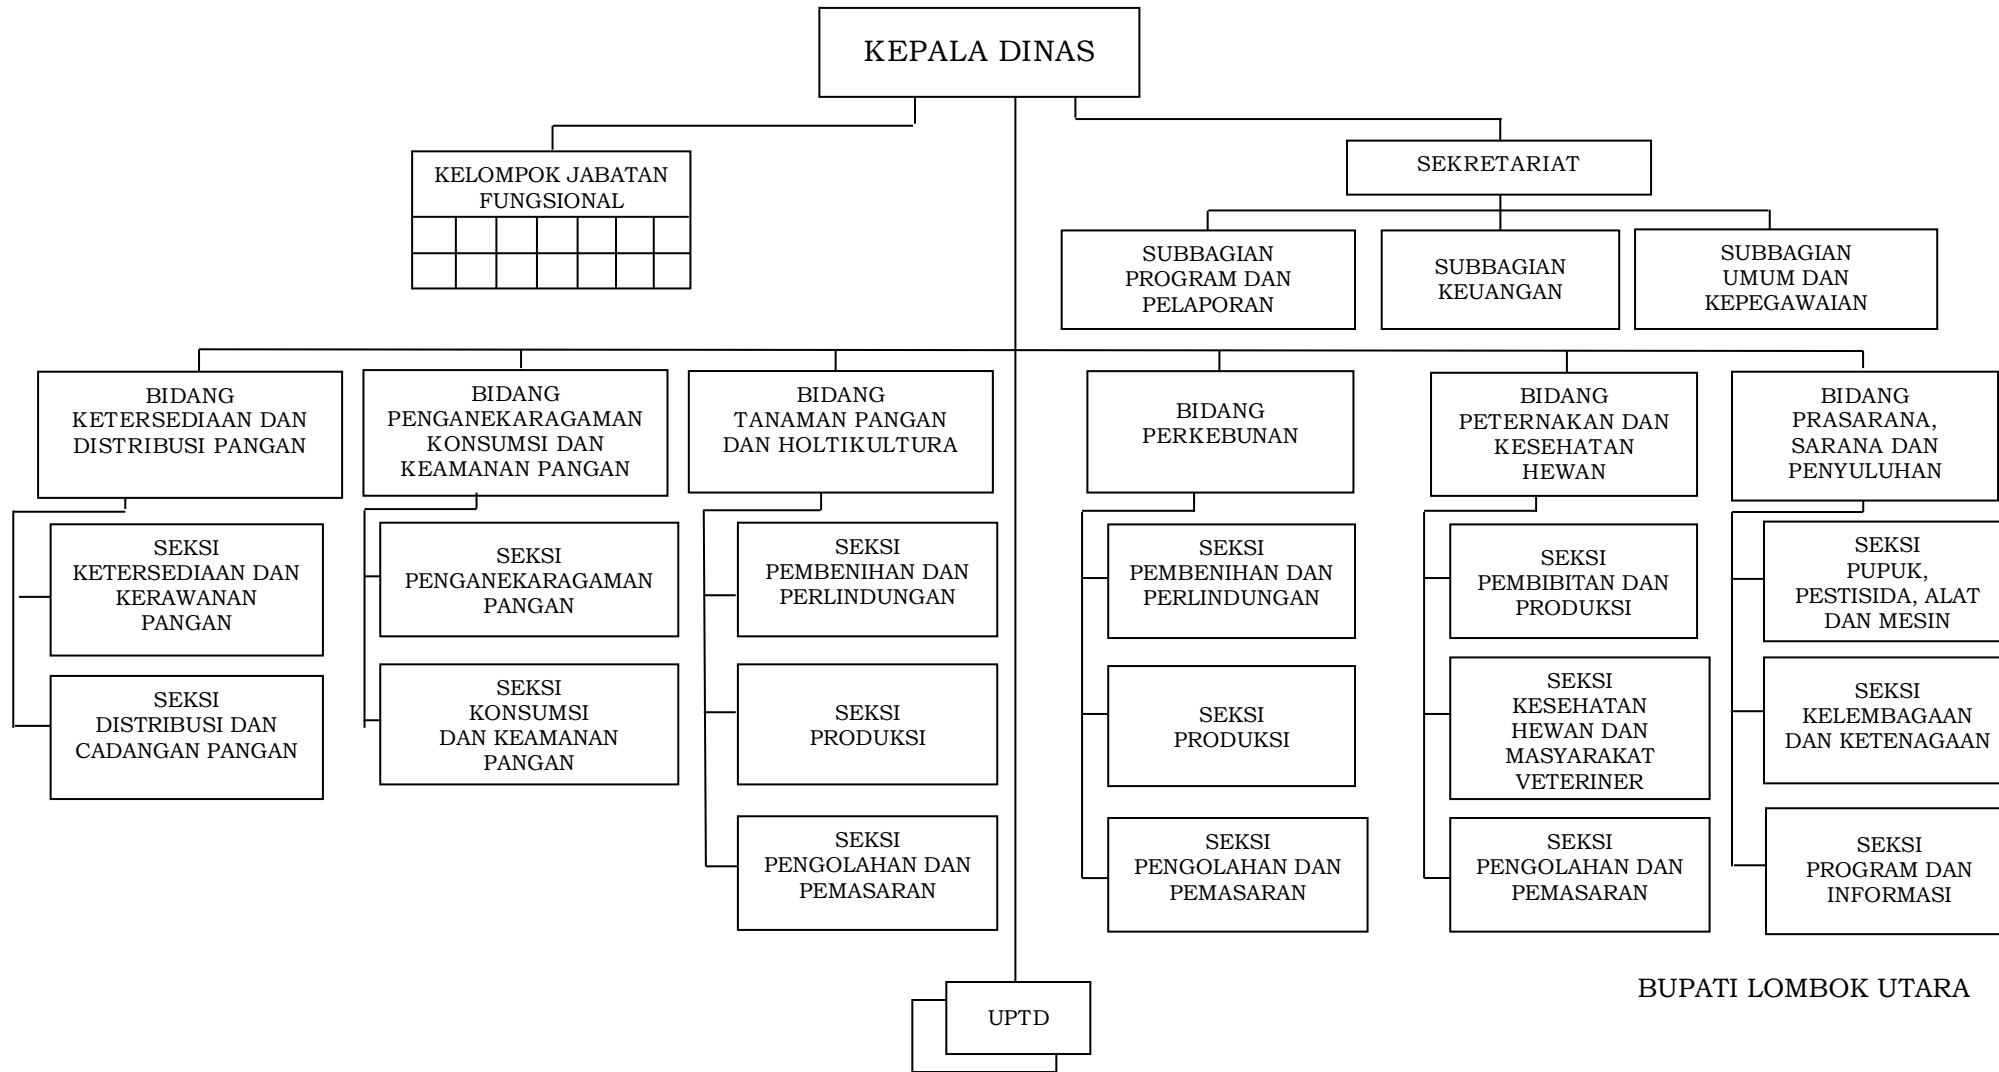 KEPALA DINAS
KELOMPOK JABATAN
FUNGSIONAL
SEKRETARIAT
SUBBAGIAN
PROGRAM DAN
PELAPORAN
SUBBAGIAN
KEUANGAN
SUBBAGIAN
UMUM DAN
KEPEGAWAIAN
BIDANG
KETERSEDIAAN DAN
DISTRIBUSI PANGAN
BIDANG
PENGANEKARAGAMAN
KONSUMSI DAN
KEAMANAN PANGAN
BIDANG
TANAMAN PANGAN
DAN HOLTIKULTURA
BIDANG
PERKEBUNAN
BIDANG
PETERNAKAN DAN
KESEHATAN
HEWAN
BIDANG
PRASARANA,
SARANA DAN
PENYULUHAN
SEKSI
KETERSEDIAAN DAN
KERAWANAN
PANGAN
SEKSI
DISTRIBUSI DAN
CADANGAN PANGAN
SEKSI
PENGANEKARAGAMAN
PANGAN
SEKSI
KONSUMSI
DAN KEAMANAN
PANGAN
SEKSI
PEMBENIHAN DAN
PERLINDUNGAN
SEKSI
PRODUKSI
SEKSI
PENGOLAHAN DAN
PEMASARAN
SEKSI
PEMBENIHAN DAN
PERLINDUNGAN
SEKSI
PRODUKSI
SEKSI
PENGOLAHAN DAN
PEMASARAN
SEKSI
PEMBIBITAN DAN
PRODUKSI
SEKSI
KESEHATAN
HEWAN DAN
MASYARAKAT
VETERINER
SEKSI
PENGOLAHAN DAN
PEMASARAN
SEKSI
PUPUK,
PESTISIDA, ALAT
DAN MESIN
SEKSI
KELEMBAGAAN
DAN KETENAGAAN
SEKSI
PROGRAM DAN
INFORMASI
UPTD
BUPATI LOMBOK UTARA